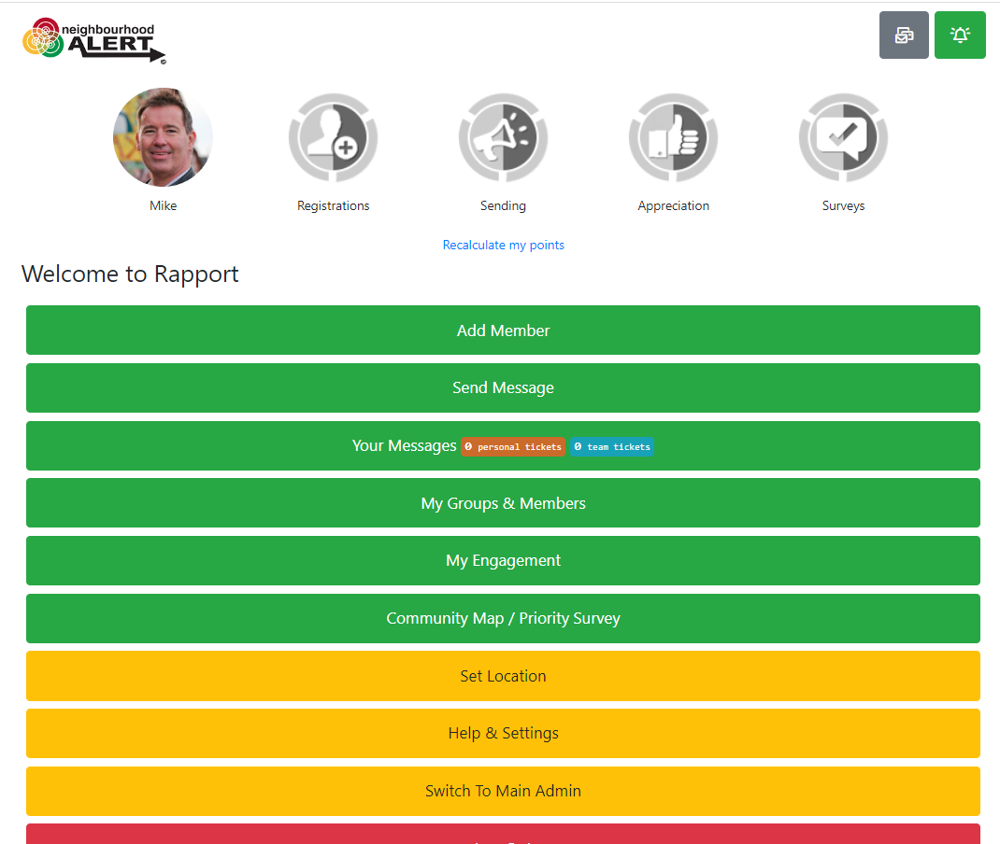 neighbourhood
ALERT
Mike
Registrations
Sending
Appreciation
Surveys
Recalculate my points
Welcome to Rapport
Add Member
Send Message
Your Messages 0 personal tickets 0 team tickets
My Groups & Members
My Engagement
Community Map / Priority Survey
Set Location
Help & Settings
Switch To Main Admin